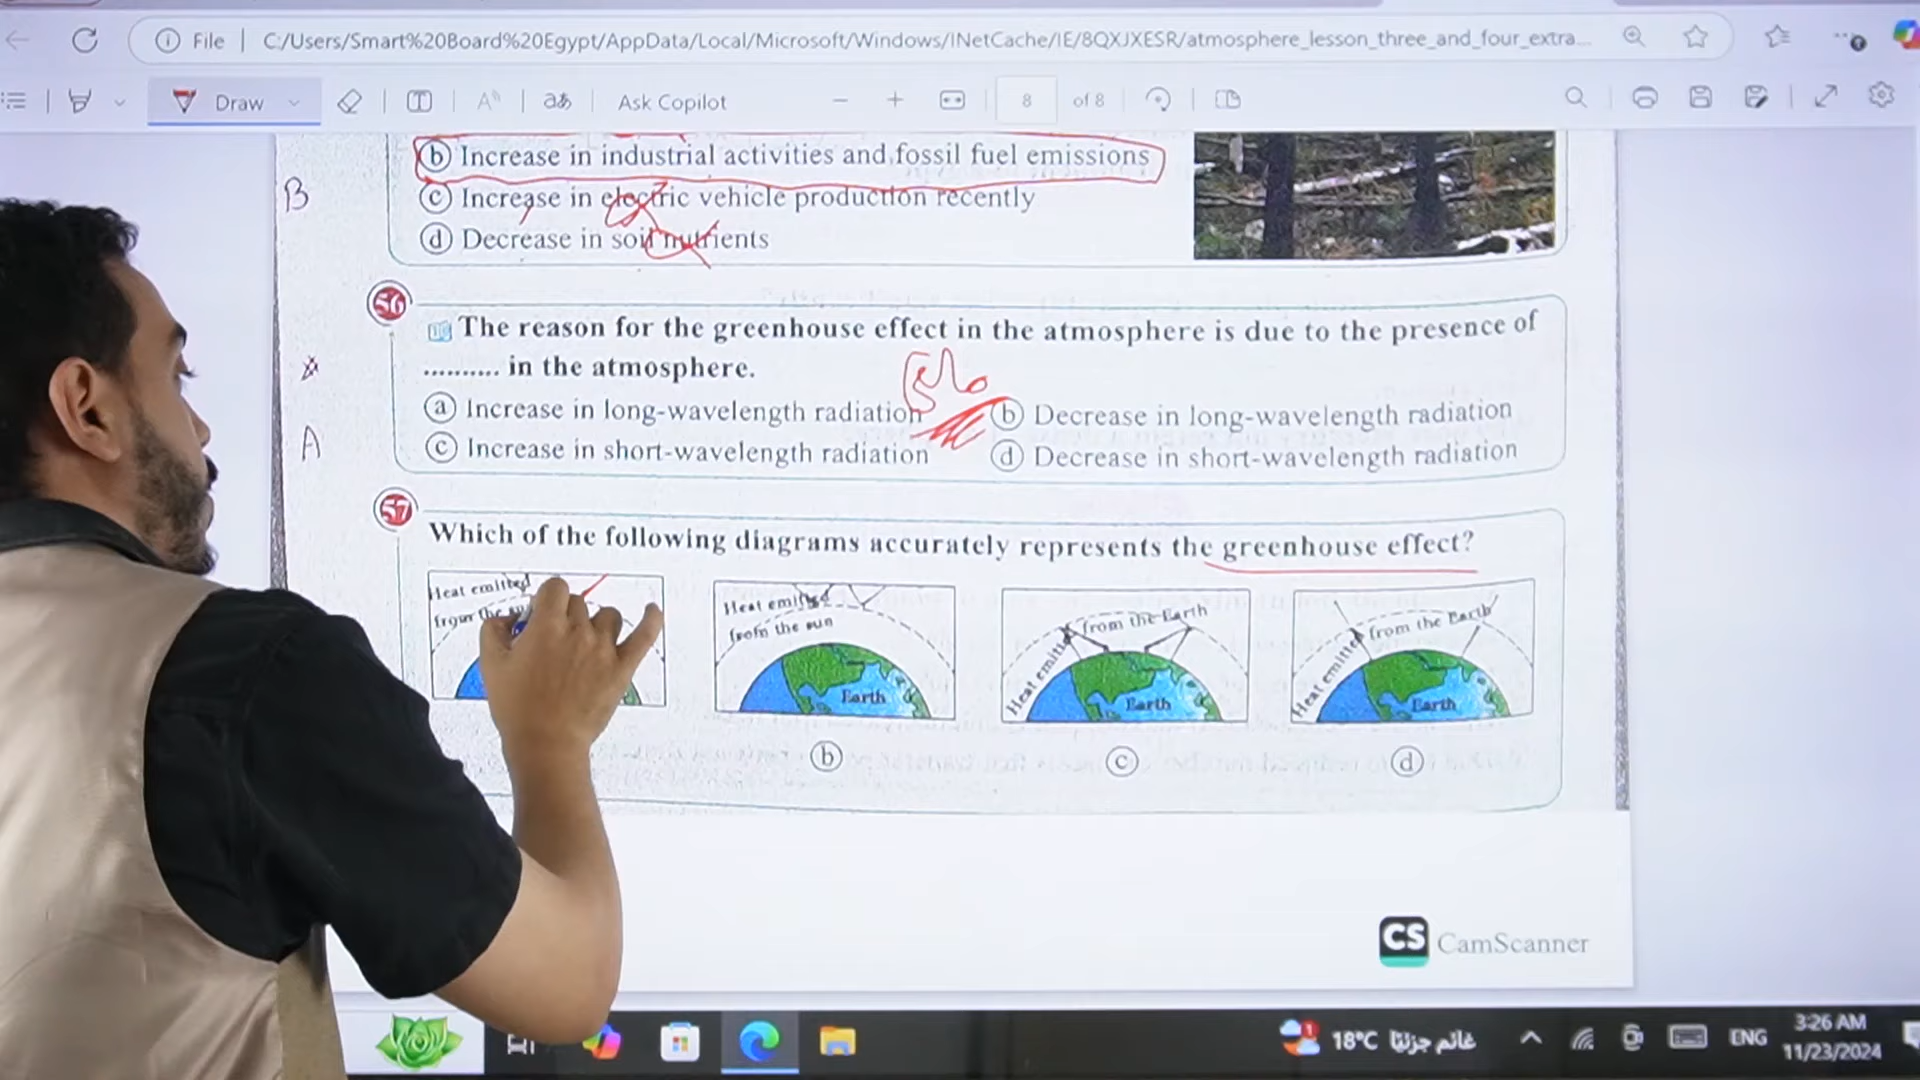 File | C:/Users/Smart%20Board%20Egypt/AppData/Local/Microsoft/Windows/INetCache/IE/8QXJXESR/atmosphere_lesson_three_and_four_extra...
Draw
Ask Copilot
8 of 8
b Increase in industrial activities and fossil fuel emissions
B
c Increase in electric vehicle production recently
d Decrease in soil nutrients
56
The reason for the greenhouse effect in the atmosphere is due to the presence of
.......... in the atmosphere.
a Increase in long-wavelength radiation
b Decrease in long-wavelength radiation
A
c Increase in short-wavelength radiation
d Decrease in short-wavelength radiation
57
Which of the following diagrams accurately represents the greenhouse effect?
Heat emitted
from the
Heat emitted
from the sun
Earth
Heat emitted from the Earth
Earth
Heat emitted from the Earth
Earth
b
c
d
CS CamScanner
18°C غائم جزئيًا
ENG
3:26 AM
11/23/2024